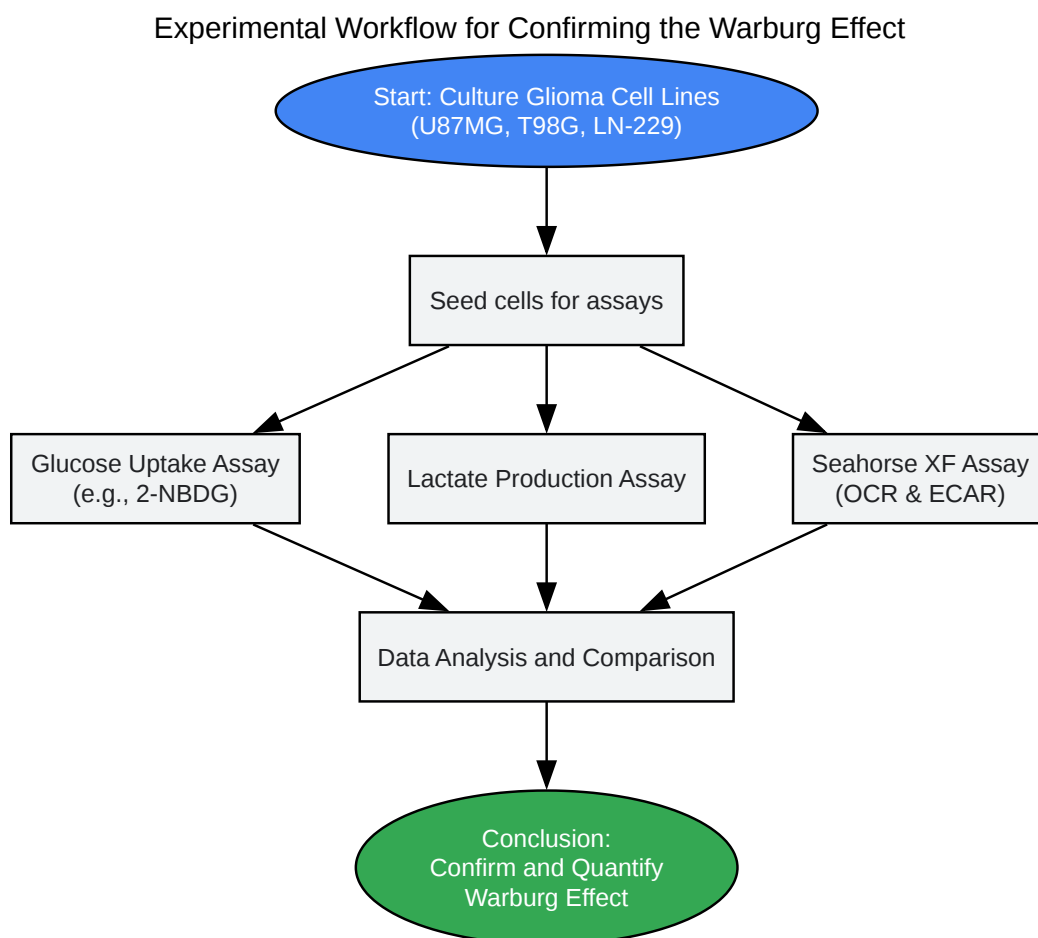 Experimental Workflow for Confirming the Warburg Effect
Start: Culture Glioma Cell Lines
(U87MG, T98G, LN-229)
Seed cells for assays
Glucose Uptake Assay
(e.g., 2-NBDG)
Lactate Production Assay
Seahorse XF Assay
(OCR & ECAR)
Data Analysis and Comparison
Conclusion:
Confirm and Quantify
Warburg Effect